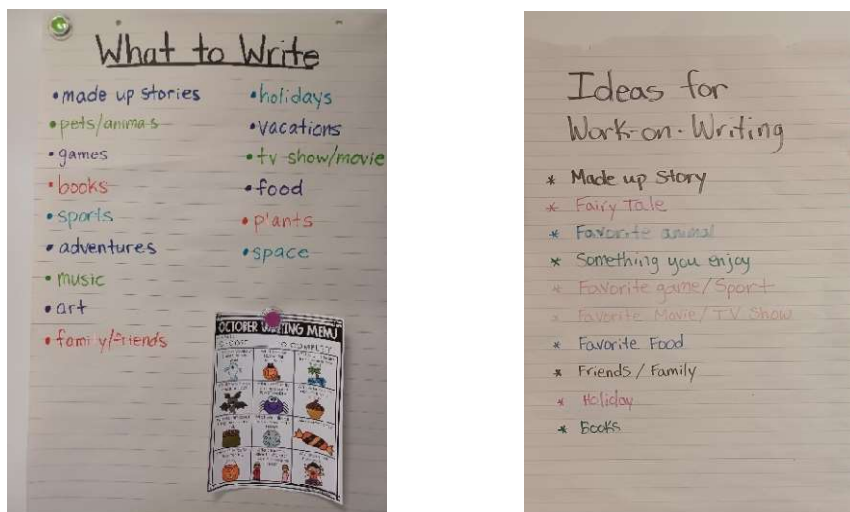 What to Write
• made up stories
• pets/animals
• games
• books
• sports
• adventures
• music
• art
• family/friends
• holidays
• vacations
• tv show/movie
• food
• plants
• space
OCTOBER WRITING MENU
Ideas for
Work-on-Writing
* Made up Story
* Fairy Tale
* Favorite animal
* Something you enjoy
* Favorite game/Sport
* Favorite Movie/TV Show
* Favorite Food
* Friends/Family
* Holiday
* Books